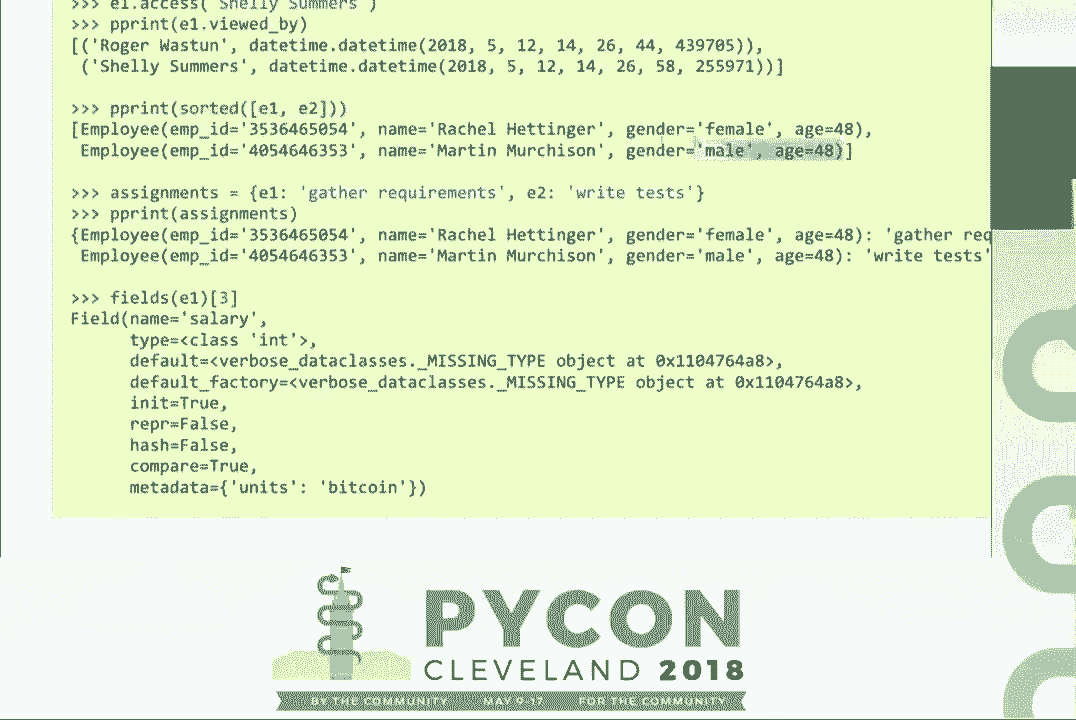 >>> e1.access('Shelly Summers')
>>> pprint(e1.viewed_by)
[('Roger Wastun', datetime.datetime(2018, 5, 12, 14, 26, 44, 439705)),
 ('Shelly Summers', datetime.datetime(2018, 5, 12, 14, 26, 58, 255971))]
>>> pprint(sorted([e1, e2]))
[Employee(emp_id='3536465054', name='Rachel Hettinger', gender='female', age=48),
 Employee(emp_id='4054646353', name='Martin Murchison', gender='male', age=48)]
>>> assignments = {e1: 'gather requirements', e2: 'write tests'}
>>> pprint(assignments)
{Employee(emp_id='3536465054', name='Rachel Hettinger', gender='female', age=48): 'gather req
 Employee(emp_id='4054646353', name='Martin Murchison', gender='male', age=48): 'write tests'
>>> fields(e1)[3]
Field(name='salary',
      type=<class 'int'>,
      default=<verbose_dataclasses._MISSING_TYPE object at 0x1104764a8>,
      default_factory=<verbose_dataclasses._MISSING_TYPE object at 0x1104764a8>,
      init=True,
      repr=False,
      hash=False,
      compare=True,
      metadata={'units': 'bitcoin'})
PYCON
CLEVELAND 2018
BY THE COMMUNITY MAY 9-17 FOR THE COMMUNITY